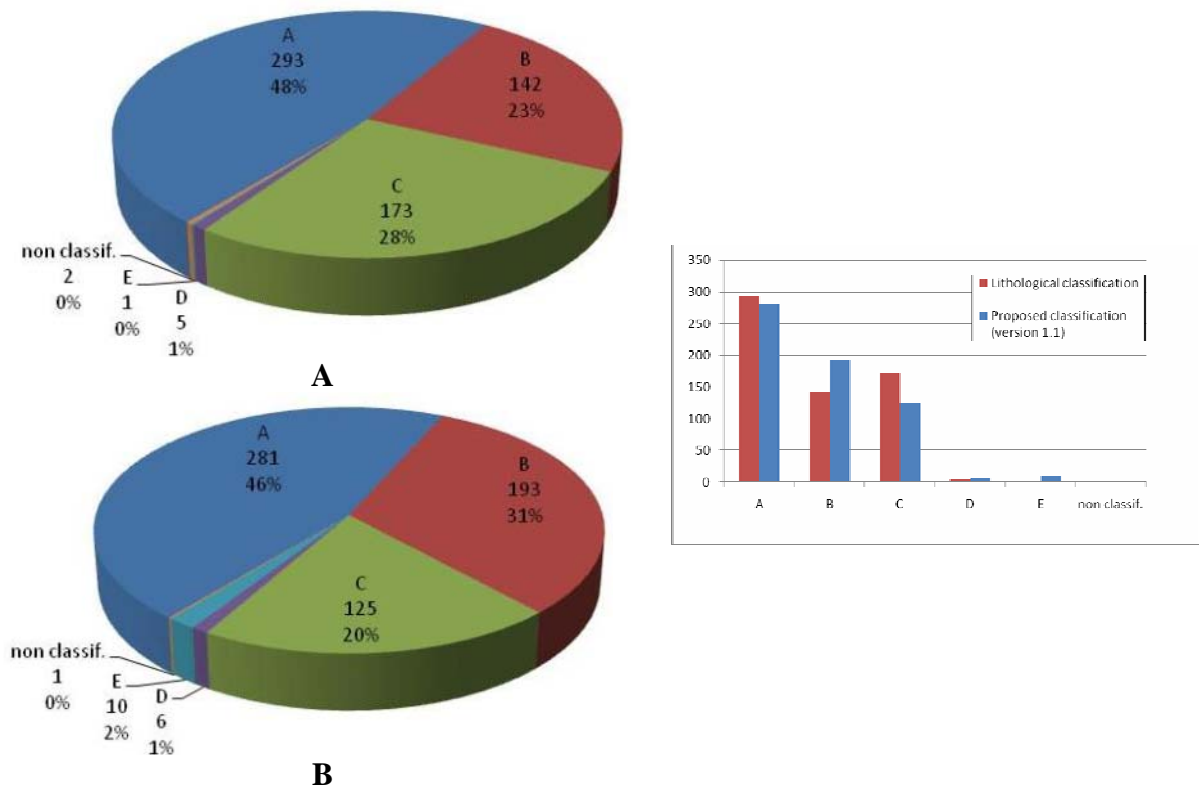 A
293
48%
B
142
23%
C
173
28%
non classif.
2
0%
E
1
0%
D
5
1%
A
A
281
46%
B
193
31%
C
125
20%
non classif.
1
0%
E
10
2%
D
6
1%
B
350
300
250
200
150
100
50
0
A B C D E non classif.
Lithological classification
Proposed classification
(version 1.1)